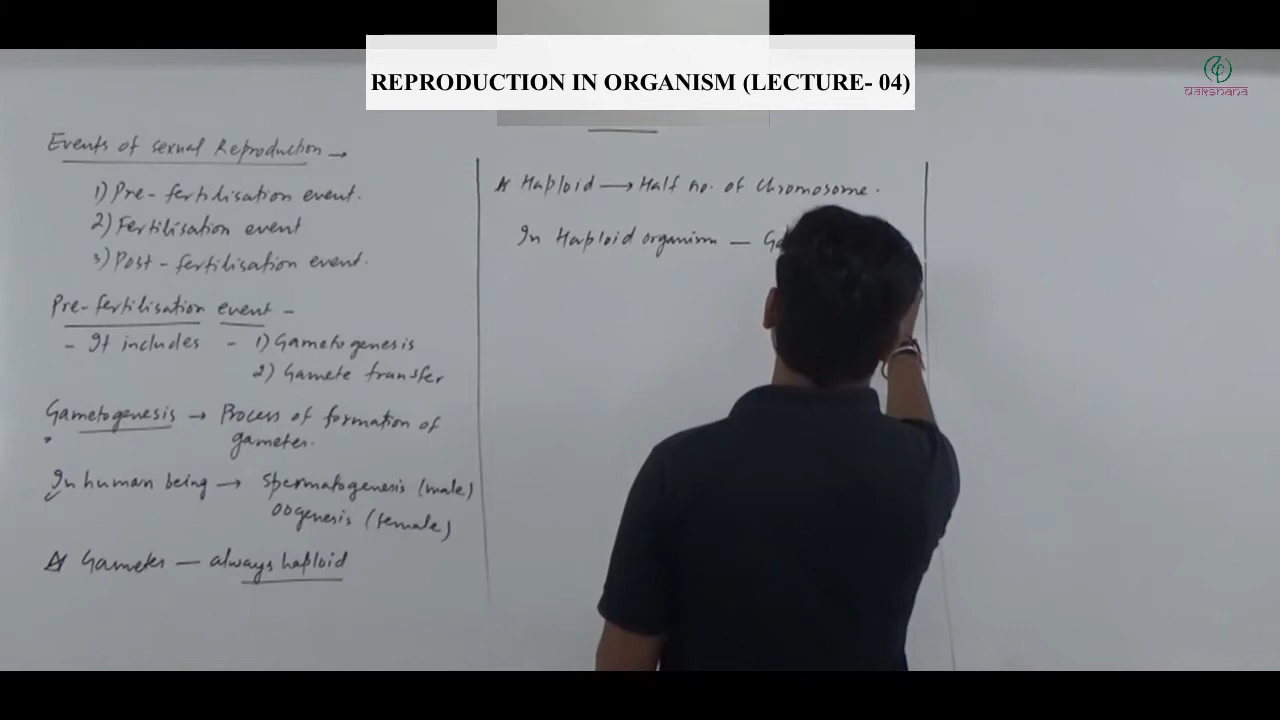 REPRODUCTION IN ORGANISM (LECTURE- 04)
dakshana
Events of sexual Reproduction →
1) Pre-fertilisation event.
2) Fertilisation event
3) Post-fertilisation event.
Pre-fertilisation event -
- It includes - 1) Gametogenesis
2) Gamete transfer
Gametogenesis → Process of formation of
gametes.
In human being → Spermatogenesis (male)
oogenesis (female)
Gametes — always haploid
Haploid → Half no. of Chromosome.
In Haploid organism —